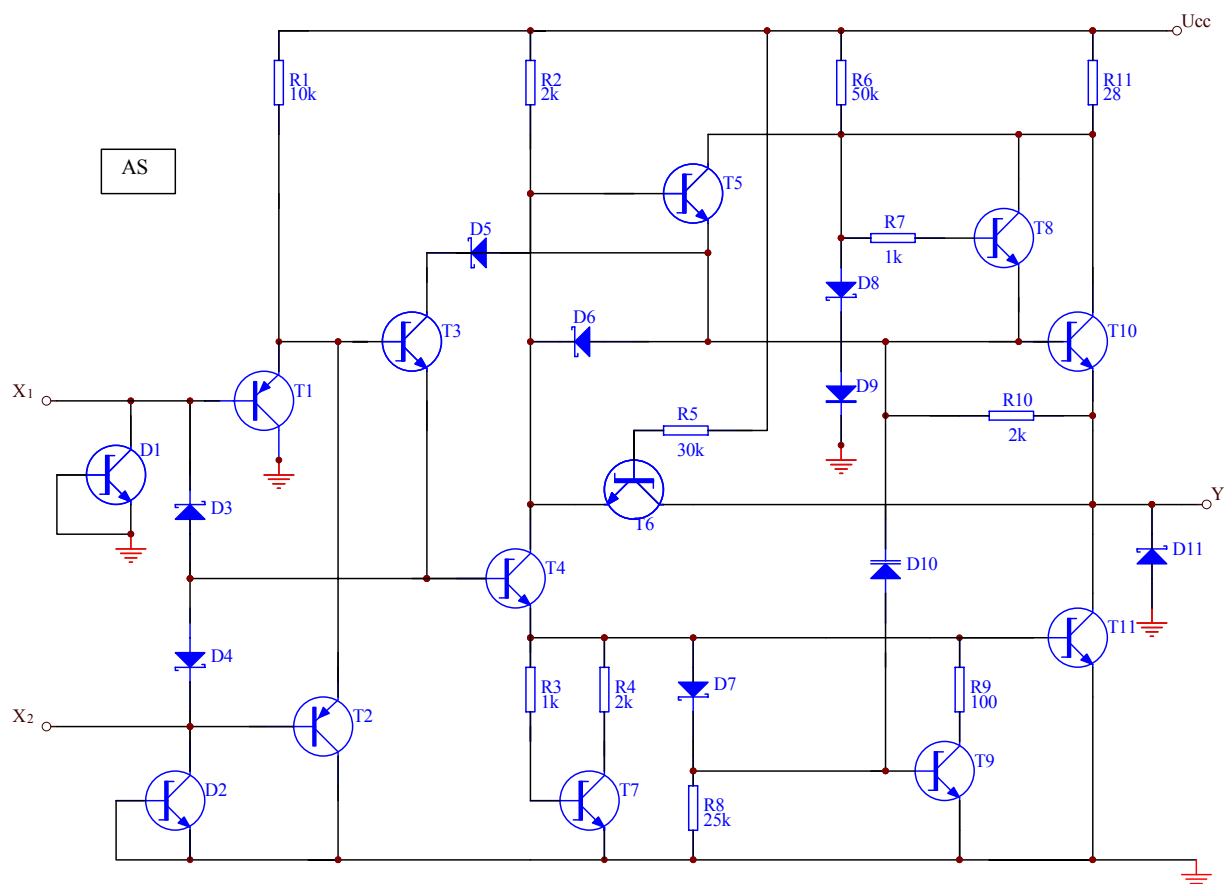 Ucc
R1
10k
R2
2k
R6
50k
R11
28
AS
T5
R7
1k
T8
D5
D8
T3
D6
T10
X1
T1
D9
R10
2k
R5
30k
D1
Y
D3
T6
T4
D10
D11
T11
D4
R3
1k
R4
2k
D7
R9
100
X2
T2
D2
T7
R8
25k
T9